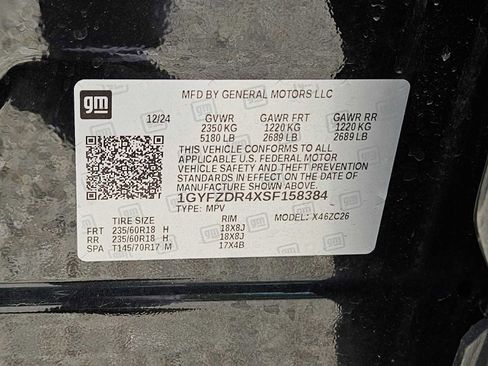 gm
MFD BY GENERAL MOTORS LLC
12/24 GVWR GAWR FRT GAWR RR
2350 KG 1220 KG 1220 KG
5180 LB 2689 LB 2689 LB
THIS VEHICLE CONFORMS TO ALL
APPLICABLE U.S. FEDERAL MOTOR
VEHICLE SAFETY AND THEFT PREVENTION
STANDARDS IN EFFECT ON THE DATE OF
MANUFACTURE SHOWN ABOVE.
1GYFZDR4XSF158384
TYPE: MPV MODEL: X46ZC26
TIRE SIZE RIM
FRT 235/60R18 H 18X8J
RR 235/60R18 H 18X8J
SPA T145/70R17 M 17X4B